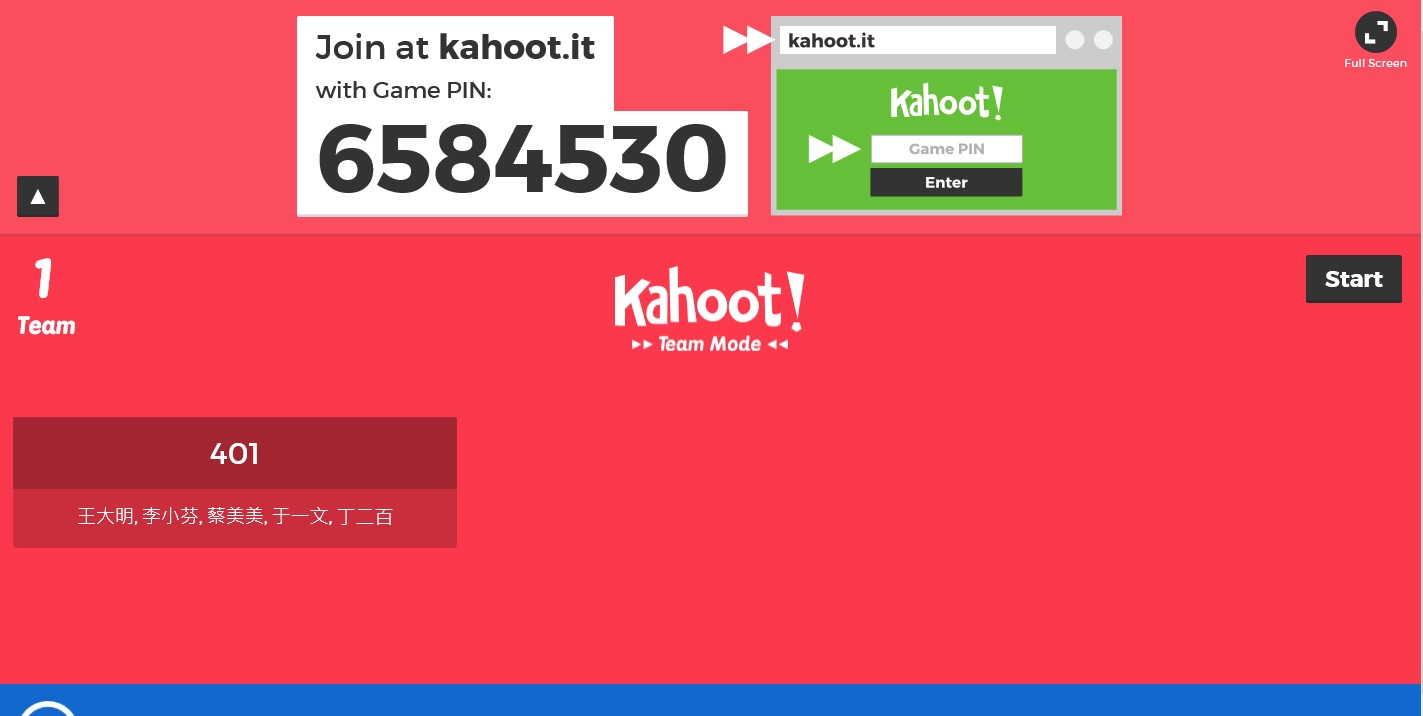 Join at kahoot.it
with Game PIN:
6584530
kahoot.it
Kahoot!
Game PIN
Enter
Full Screen
1
Team
Kahoot!
Team Mode
Start
401
王大明, 李小芬, 蔡美美, 于一文, 丁二百